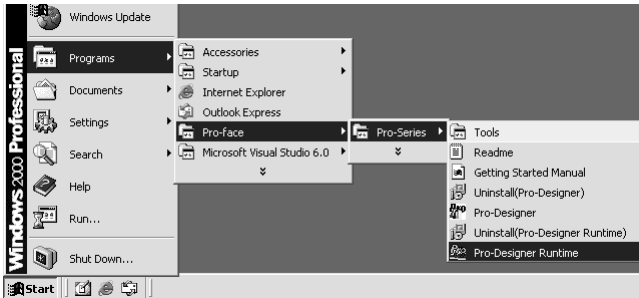 Windows 2000 Professional
Windows Update
Programs
Documents
Settings
Search
Help
Run...
Shut Down...
Accessories
Startup
Internet Explorer
Outlook Express
Pro-face
Microsoft Visual Studio 6.0
Pro-Series
Tools
Readme
Getting Started Manual
Uninstall(Pro-Designer)
Pro-Designer
Uninstall(Pro-Designer Runtime)
Pro-Designer Runtime
Start